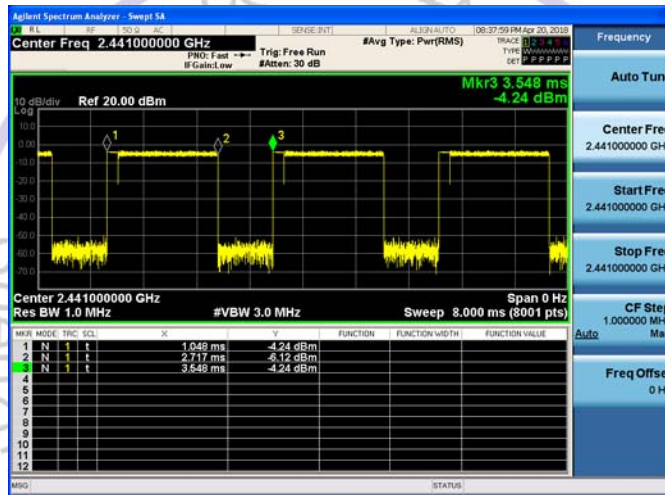 Agilent Spectrum Analyzer - Swept SA
RL RF 50 Ω AC SENSE:INT ALIGN AUTO 08:37:59 PM Apr 20, 2018
Center Freq 2.441000000 GHz
#Avg Type: Pwr(RMS)
TRACE 1 2 3 4 5 6
PNO: Fast Trig: Free Run
TYPE
IFGain:Low #Atten: 30 dB
DET P P P P P P
Mkr3 3.548 ms
-4.24 dBm
10 dB/div Ref 20.00 dBm
Log
10.0
0.00
-10.0
-20.0
-30.0
-40.0
-50.0
-60.0
-70.0
1
2
3
Center 2.441000000 GHz Span 0 Hz
Res BW 1.0 MHz #VBW 3.0 MHz Sweep 8.000 ms (8001 pts)
MKR MODE TRC SCL X Y FUNCTION FUNCTION WIDTH FUNCTION VALUE
1 N 1 t 1.048 ms -4.24 dBm
2 N 1 t 2.717 ms -6.12 dBm
3 N 1 t 3.548 ms -4.24 dBm
4
5
6
7
8
9
10
11
12
MSG STATUS
Frequency
Auto Tun
Center Fre
2.441000000 GH
Start Fre
2.441000000 GH
Stop Fre
2.441000000 GH
CF Step
1.000000 MH
Auto Ma
Freq Offse
0 H